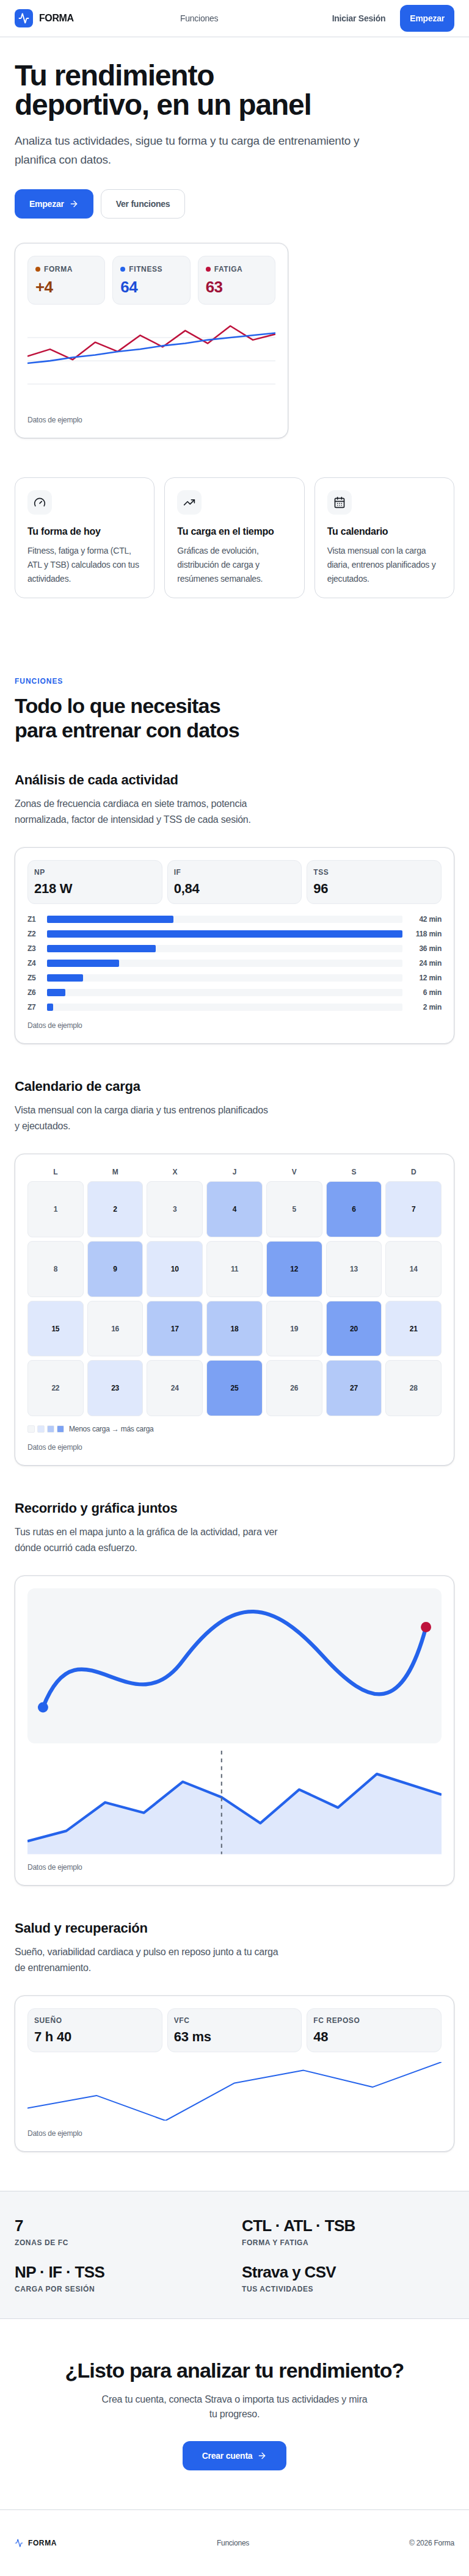 FORMA
Funciones
Iniciar Sesión
Empezar
Tu rendimiento
deportivo, en un panel
Analiza tus actividades, sigue tu forma y tu carga de entrenamiento y
planifica con datos.
Empezar →
Ver funciones
FORMA
+4
FITNESS
64
FATIGA
63
Datos de ejemplo
Tu forma de hoy
Fitness, fatiga y forma (CTL,
ATL y TSB) calculados con tus
actividades.
Tu carga en el tiempo
Gráficas de evolución,
distribución de carga y
resúmenes semanales.
Tu calendario
Vista mensual con la carga
diaria, entrenos planificados y
ejecutados.
FUNCIONES
Todo lo que necesitas
para entrenar con datos
Análisis de cada actividad
Zonas de frecuencia cardiaca en siete tramos, potencia
normalizada, factor de intensidad y TSS de cada sesión.
NP
218 W
IF
0,84
TSS
96
Z1 42 min
Z2 118 min
Z3 36 min
Z4 24 min
Z5 12 min
Z6 6 min
Z7 2 min
Datos de ejemplo
Calendario de carga
Vista mensual con la carga diaria y tus entrenos planificados
y ejecutados.
L M X J V S D
1 2 3 4 5 6 7
8 9 10 11 12 13 14
15 16 17 18 19 20 21
22 23 24 25 26 27 28
Menos carga → más carga
Datos de ejemplo
Recorrido y gráfica juntos
Tus rutas en el mapa junto a la gráfica de la actividad, para ver
dónde ocurrió cada esfuerzo.
Datos de ejemplo
Salud y recuperación
Sueño, variabilidad cardiaca y pulso en reposo junto a tu carga
de entrenamiento.
SUEÑO
7 h 40
VFC
63 ms
FC REPOSO
48
Datos de ejemplo
7
ZONAS DE FC
CTL · ATL · TSB
FORMA Y FATIGA
NP · IF · TSS
CARGA POR SESIÓN
Strava y CSV
TUS ACTIVIDADES
¿Listo para analizar tu rendimiento?
Crea tu cuenta, conecta Strava o importa tus actividades y mira
tu progreso.
Crear cuenta →
FORMA
Funciones
© 2026 Forma